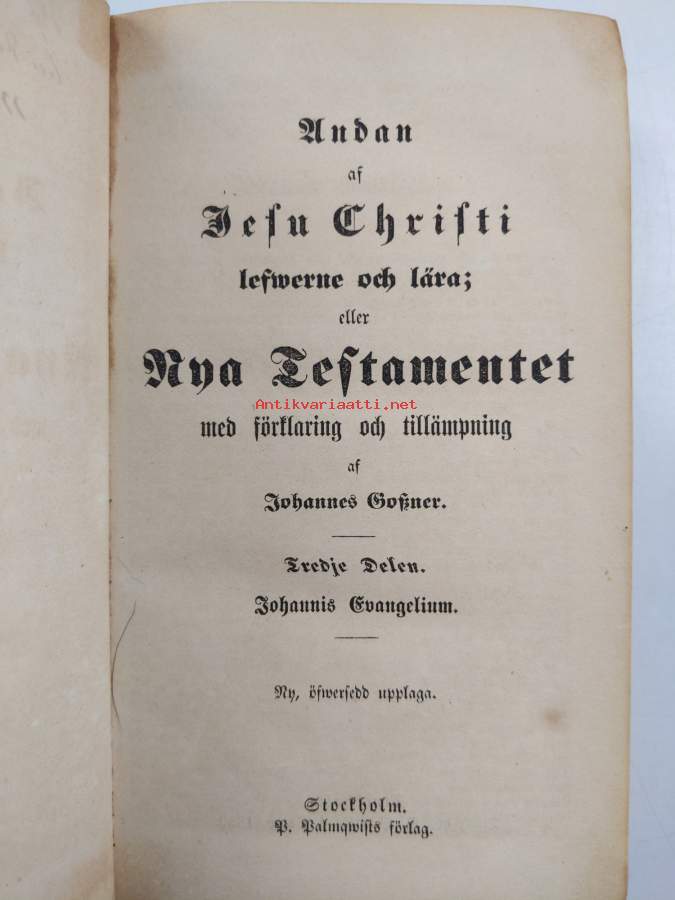 Andan
af
Jesu Christi
lefwerne och lära;
eller
Nya Testamentet
Antikvariaatti.net
med förklaring och tillämpning
af
Johannes Goßner.
Tredje Delen.
Johannis Evangelium.
Ny, öfwersedd upplaga.
Stockholm.
P. Palmqwists förlag.